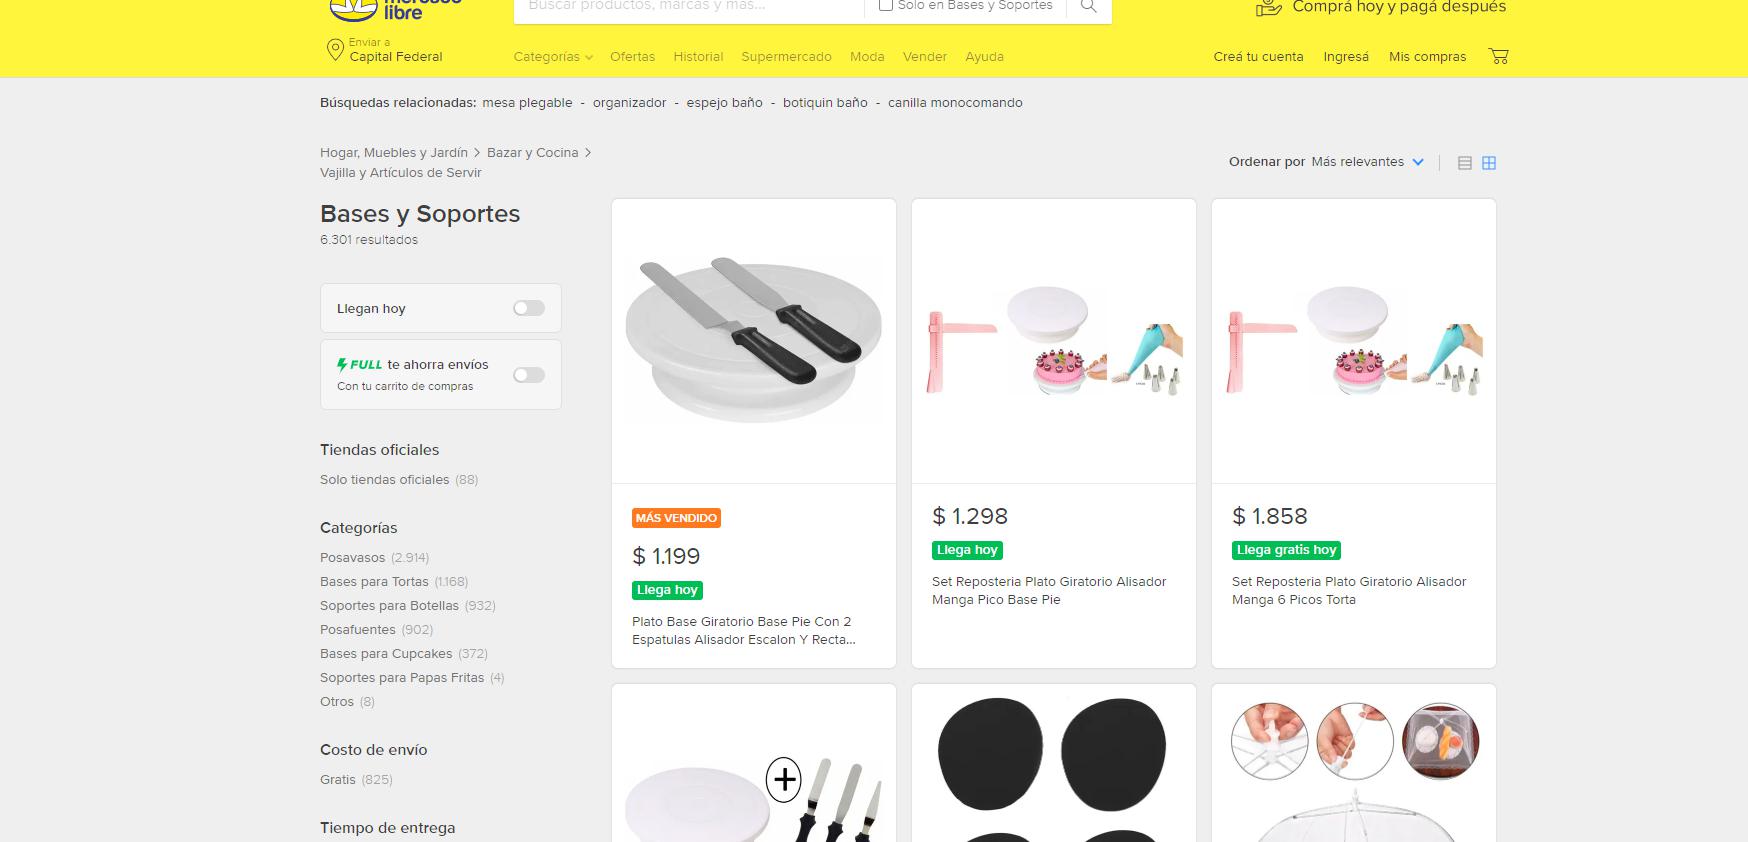 libre
Buscar productos, marcas y más...
Solo en Bases y Soportes
Comprá hoy y pagá después
Enviar a
Capital Federal
Categorías Ofertas Historial Supermercado Moda Vender Ayuda
Creá tu cuenta Ingresá Mis compras
Búsquedas relacionadas: mesa plegable - organizador - espejo baño - botiquin baño - canilla monocomando
Hogar, Muebles y Jardín > Bazar y Cocina >
Vajilla y Artículos de Servir
Ordenar por Más relevantes
Bases y Soportes
6.301 resultados
Llegan hoy
FULL te ahorra envíos
Con tu carrito de compras
Tiendas oficiales
Solo tiendas oficiales (88)
Categorías
Posavasos (2.914)
Bases para Tortas (1.168)
Soportes para Botellas (932)
Posafuentes (902)
Bases para Cupcakes (372)
Soportes para Papas Fritas (4)
Otros (8)
Costo de envío
Gratis (825)
Tiempo de entrega
MÁS VENDIDO
$ 1.199
Llega hoy
Plato Base Giratorio Base Pie Con 2
Espatulas Alisador Escalon Y Recta...
$ 1.298
Llega hoy
Set Reposteria Plato Giratorio Alisador
Manga Pico Base Pie
$ 1.858
Llega gratis hoy
Set Reposteria Plato Giratorio Alisador
Manga 6 Picos Torta